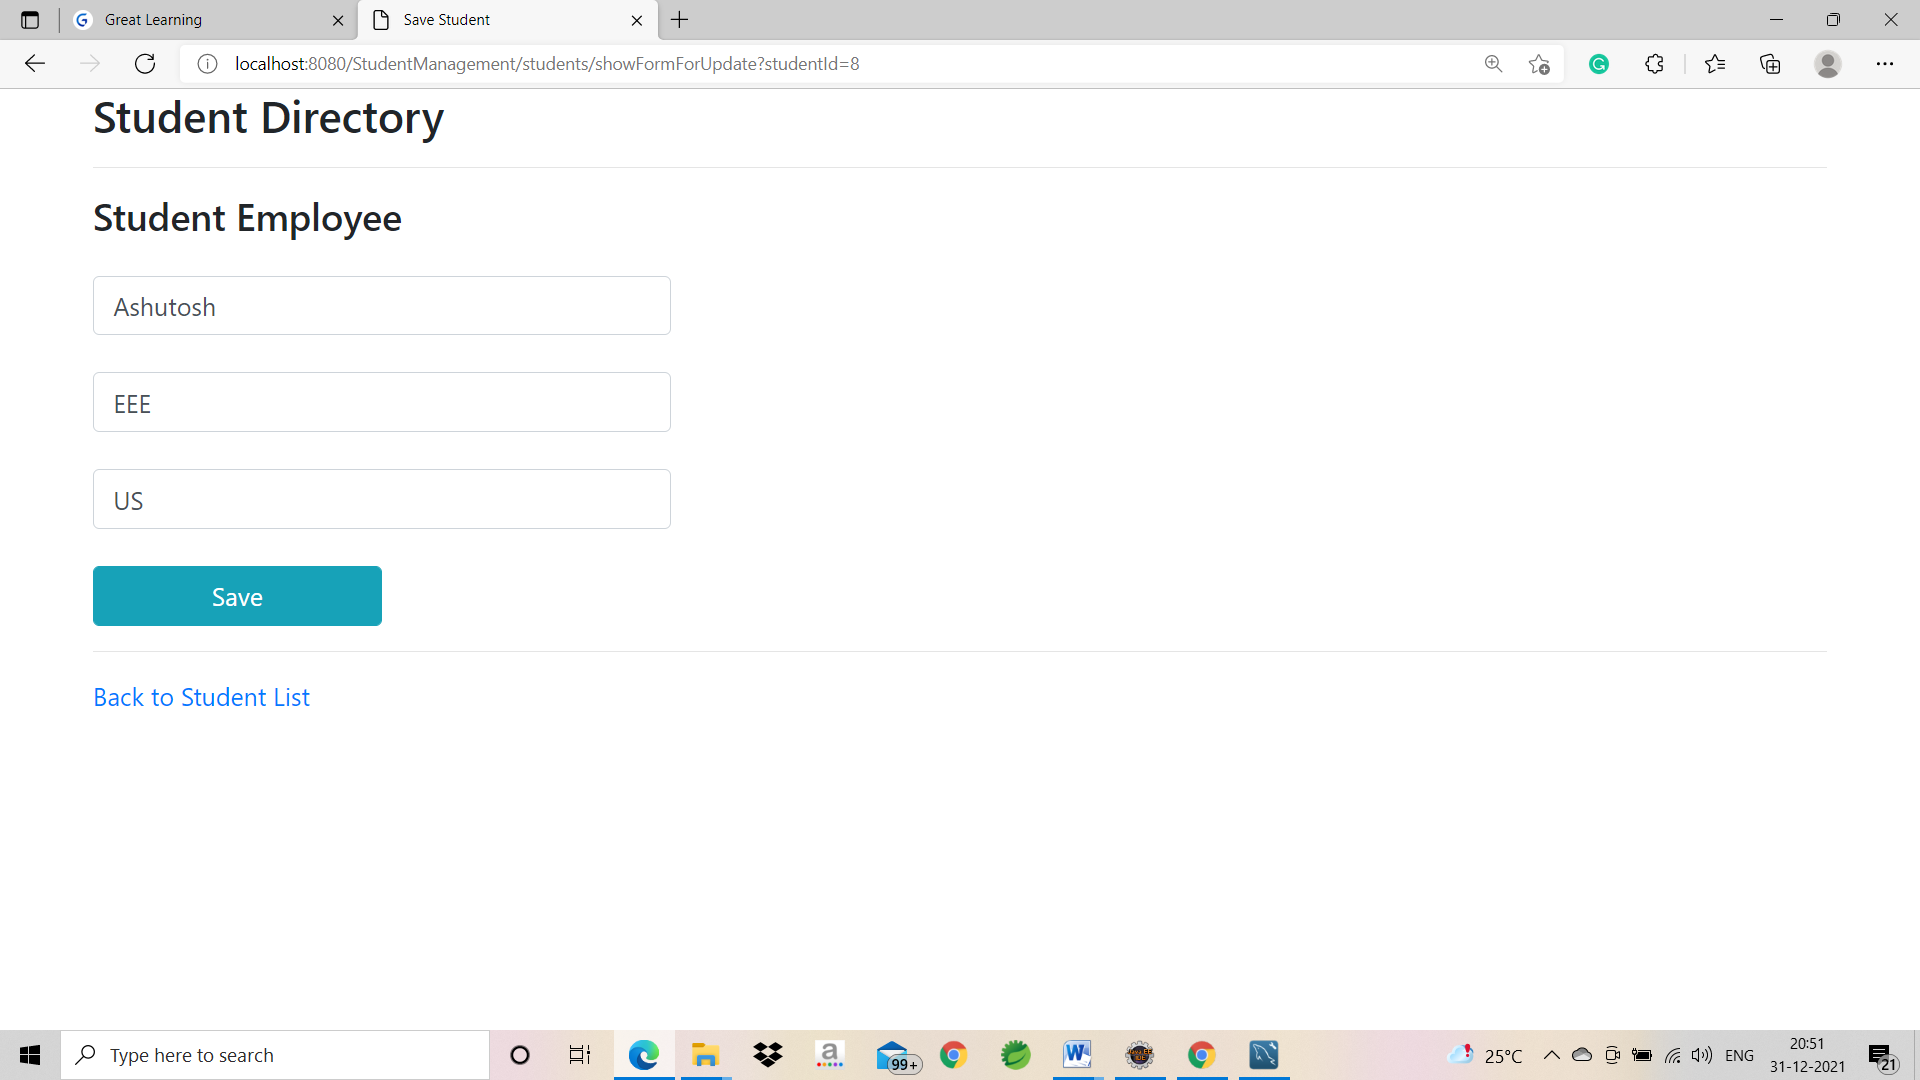 Great Learning
Save Student
localhost:8080/StudentManagement/students/showFormForUpdate?studentId=8
Student Directory
Student Employee
Ashutosh
EEE
US
Save
Back to Student List
Type here to search
99+
25°C
ENG
20:51
31-12-2021
21